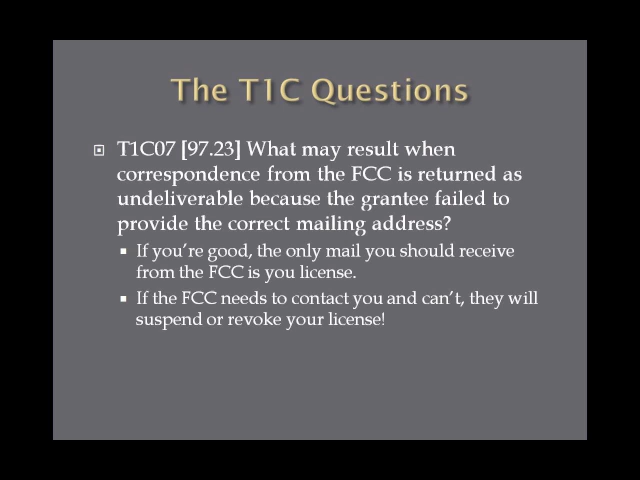 The T1C Questions
T1C07 [97.23] What may result when
correspondence from the FCC is returned as
undeliverable because the grantee failed to
provide the correct mailing address?
If you're good, the only mail you should receive
from the FCC is you license.
If the FCC needs to contact you and can't, they will
suspend or revoke your license!